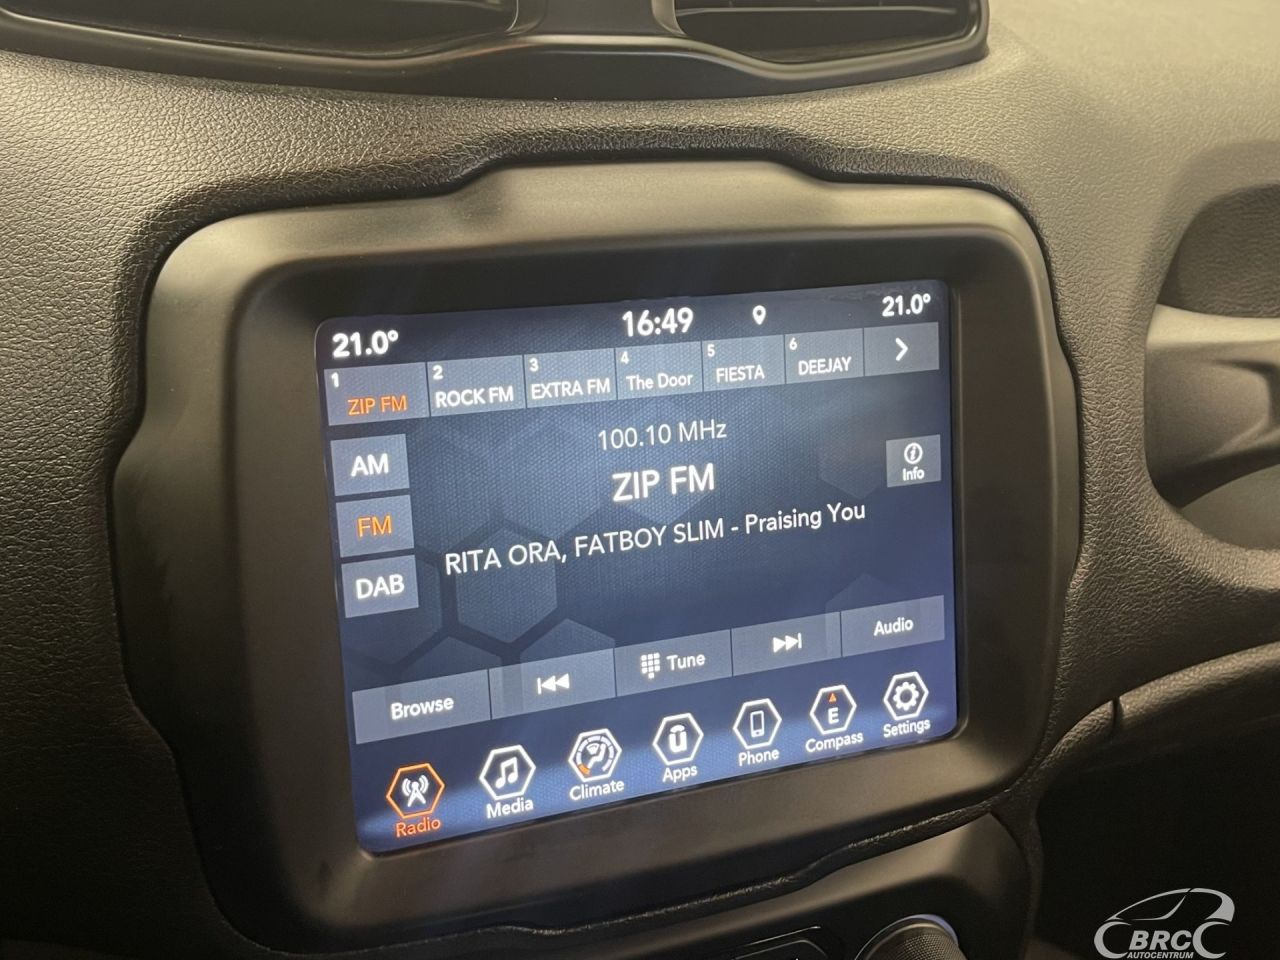 21.0° 16:49 21.0°
1 ZIP FM 2 ROCK FM 3 EXTRA FM 4 The Door 5 FIESTA 6 DEEJAY
100.10 MHz
AM
ZIP FM
Info
FM
RITA ORA, FATBOY SLIM - Praising You
DAB
Browse Tune Audio
Radio Media Climate Apps Phone E Compass Settings
BRC
AUTOCENTRUM